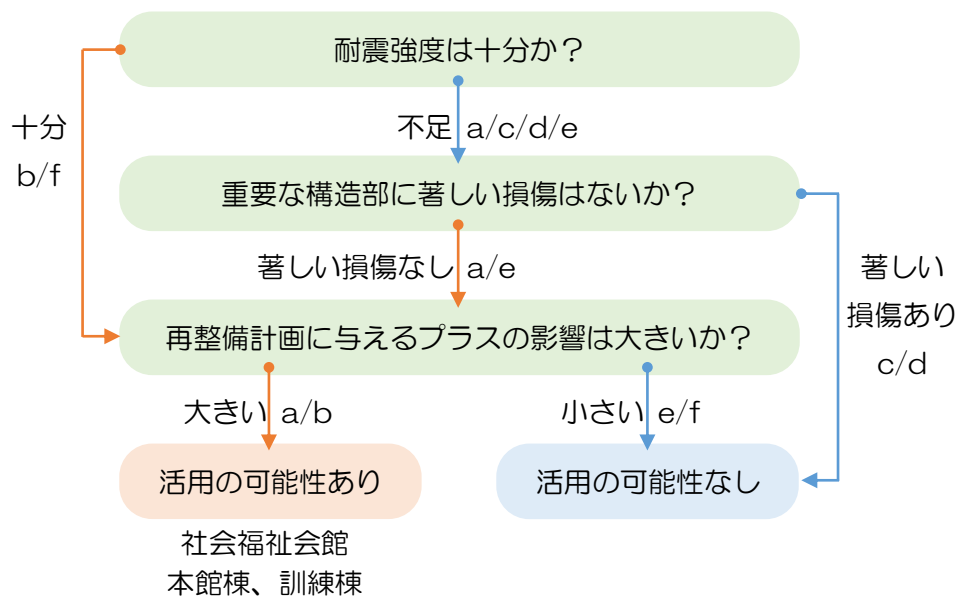 耐震強度は十分か？
十分
b/f
不足 a/c/d/e
重要な構造部に著しい損傷はないか？
著しい損傷なし a/e
著しい
損傷あり
c/d
再整備計画に与えるプラスの影響は大きいか？
大きい a/b
小さい e/f
活用の可能性あり
活用の可能性なし
社会福祉会館
本館棟、訓練棟